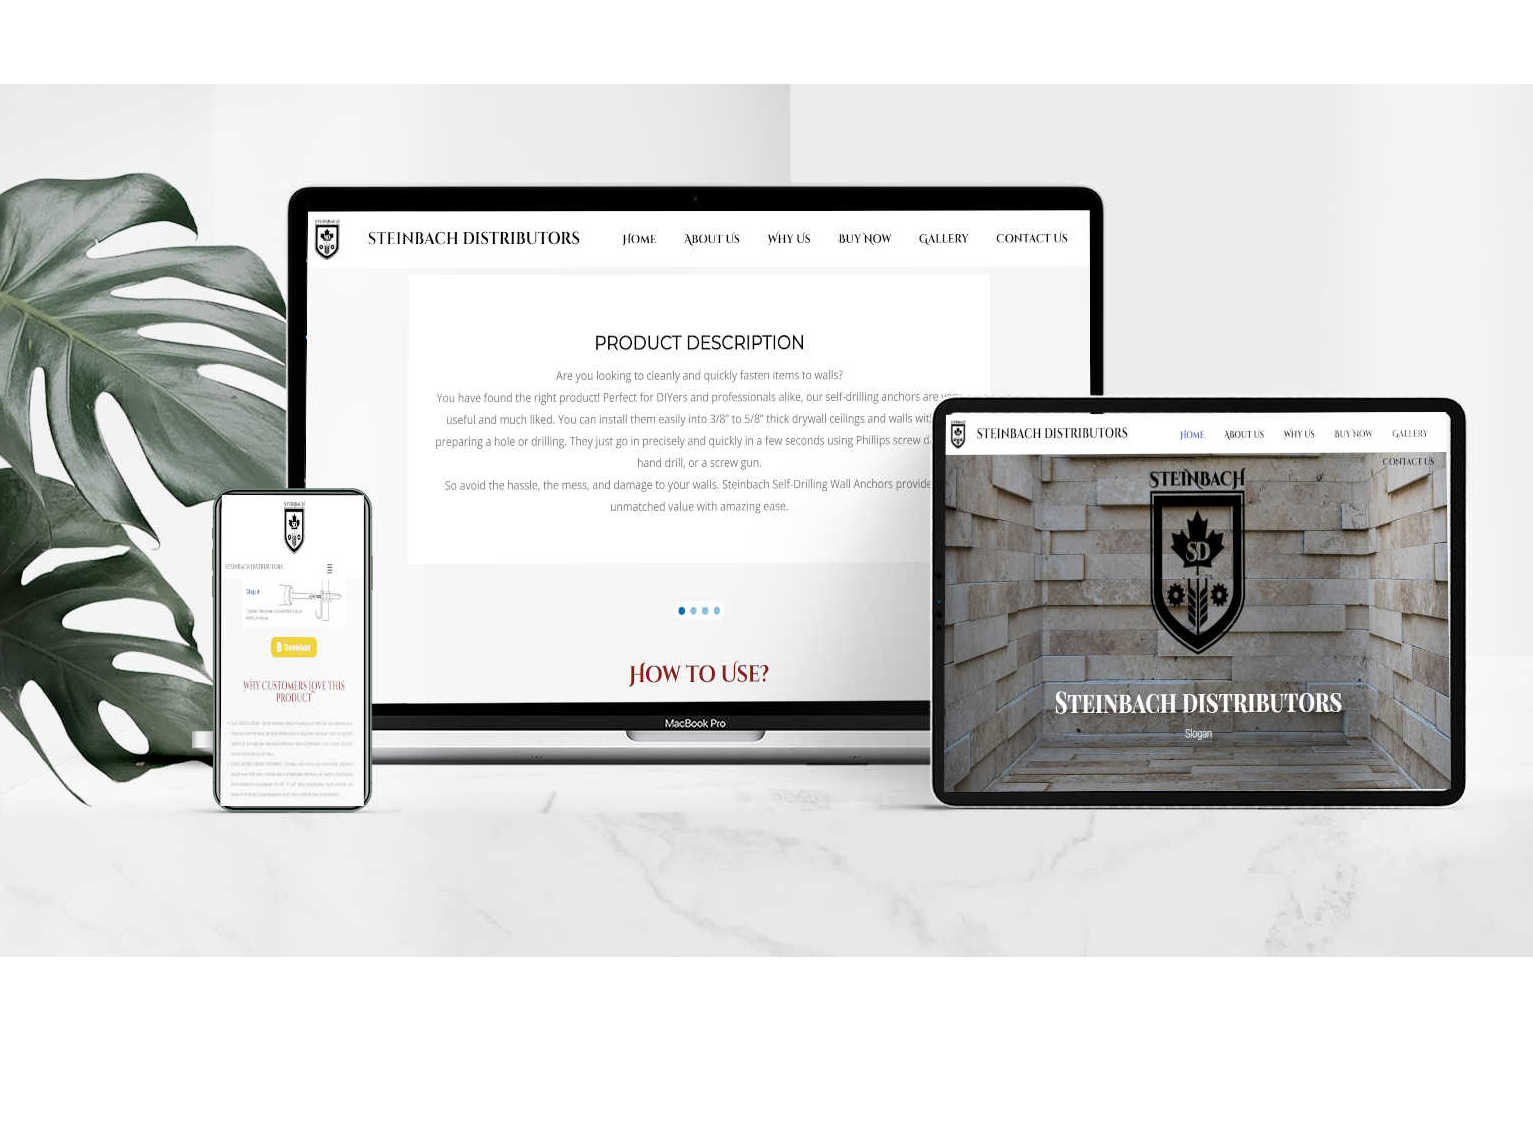 STEINBACH
STEINBACH DISTRIBUTORS
HOME
ABOUT US
WHY US
BUY NOW
GALLERY
CONTACT US
PRODUCT DESCRIPTION
Are you looking to cleanly and quickly fasten items to walls?
You have found the right product! Perfect for DIYers and professionals alike, our self-drilling anchors are very
useful and much liked. You can install them easily into 3/8" to 5/8" thick drywall ceilings and walls
preparing a hole or drilling. They just go in precisely and quickly in a few seconds using Phillips screw
hand drill, or a screw gun.
So avoid the hassle, the mess, and damage to your walls. Steinbach Self-Drilling Wall Anchors provide
unmatched value with amazing ease.
HOW TO USE?
MacBook Pro
STEINBACH
STEINBACH DISTRIBUTORS
Step 4
Download
WHY CUSTOMERS LOVE THIS
PRODUCT
STEINBACH DISTRIBUTORS
HOME
ABOUT US
WHY US
BUY NOW
GALLERY
CONTACT US
STEINBACH
SD
STEINBACH DISTRIBUTORS
Slogan